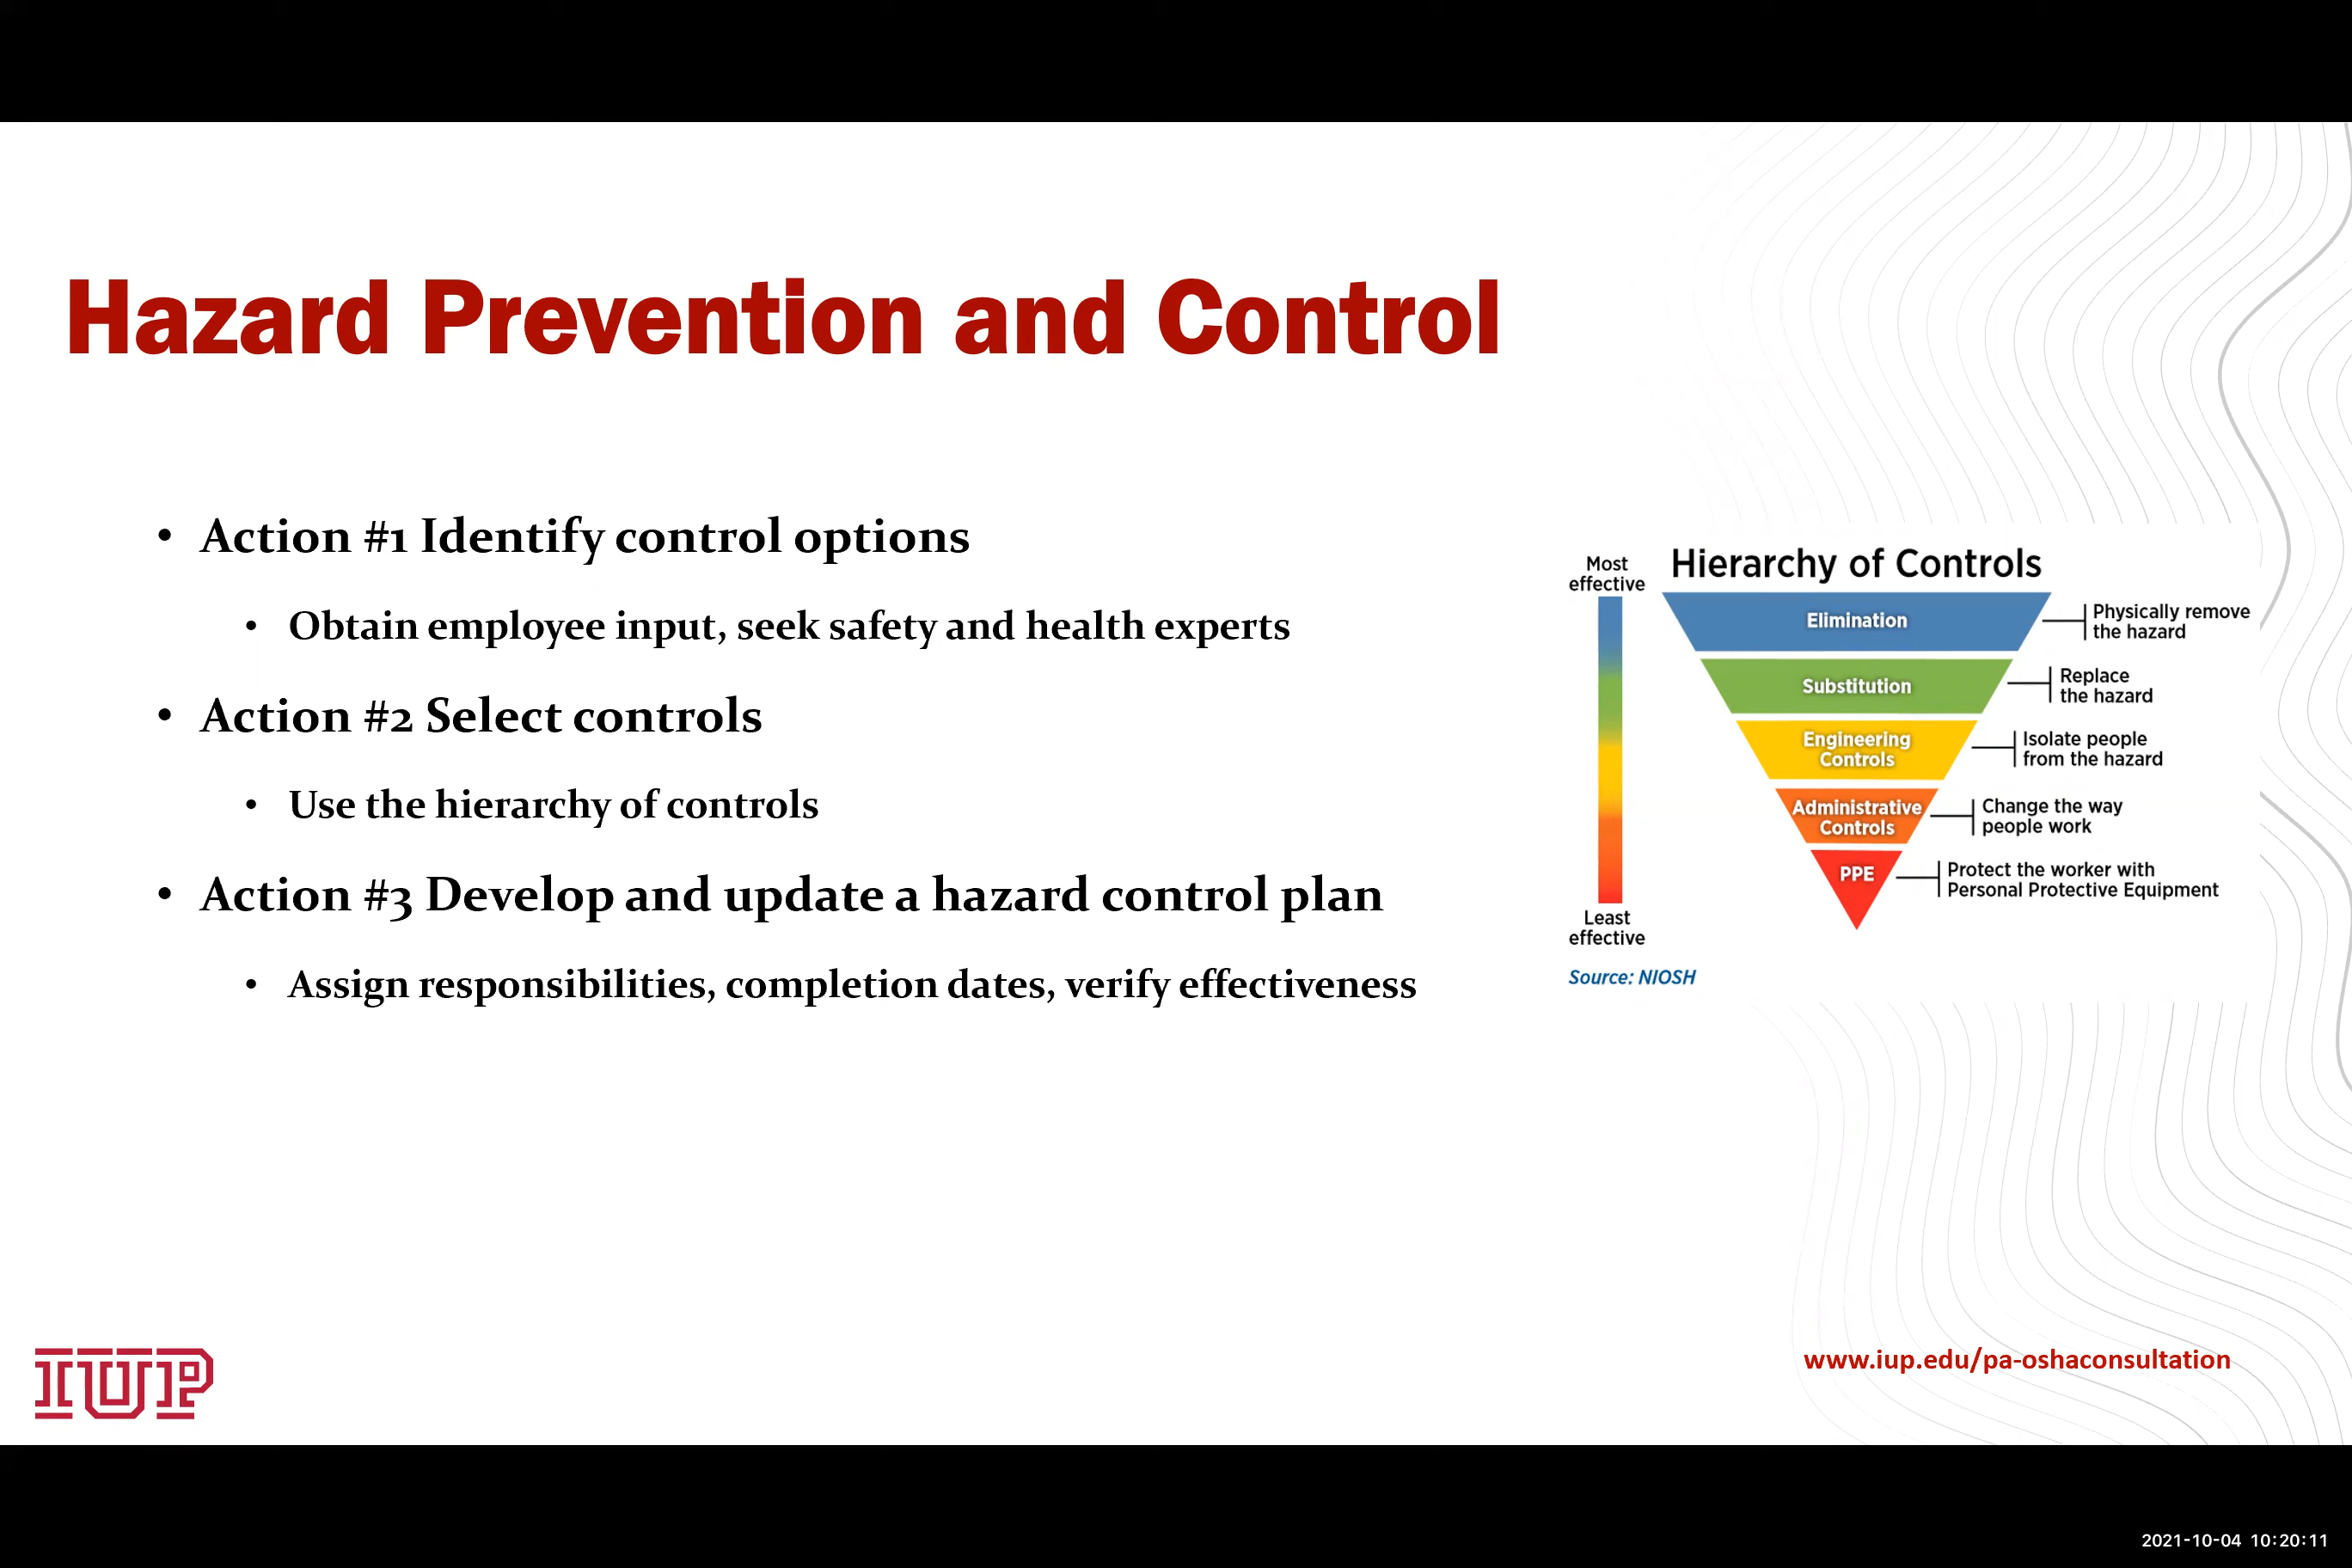 Hazard Prevention and Control
• Action #1 Identify control options
• Obtain employee input, seek safety and health experts
• Action #2 Select controls
• Use the hierarchy of controls
• Action #3 Develop and update a hazard control plan
• Assign responsibilities, completion dates, verify effectiveness
Hierarchy of Controls
Most
effective
Elimination
Physically remove
the hazard
Substitution
Replace
the hazard
Engineering
Controls
Isolate people
from the hazard
Administrative
Controls
Change the way
people work
PPE
Protect the worker with
Personal Protective Equipment
Least
effective
Source: NIOSH
IUP
www.iup.edu/pa-oshaconsultation
2021-10-04 10:20:11